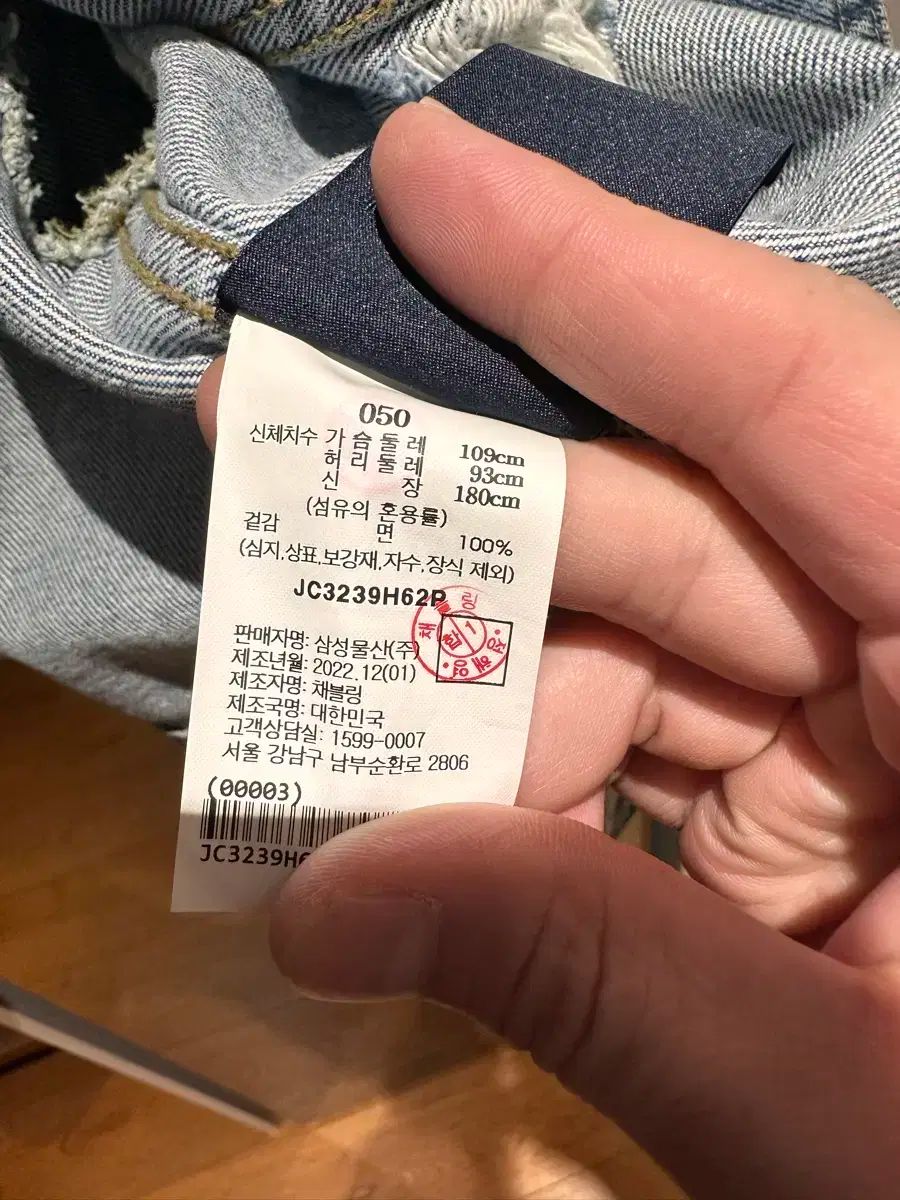 050
신체치수 가슴둘레 109cm
허리둘레 93cm
신 장 180cm
(섬유의 혼용률)
겉감 면 100%
(심지,상표,보강재,자수,장식 제외)
JC3239H62P
판매자명: 삼성물산(주)
제조년월: 2022.12(01)
제조자명: 채블링
제조국명: 대한민국
고객상담실: 1599-0007
서울 강남구 남부순환로 2806
(00003)
JC3239H6